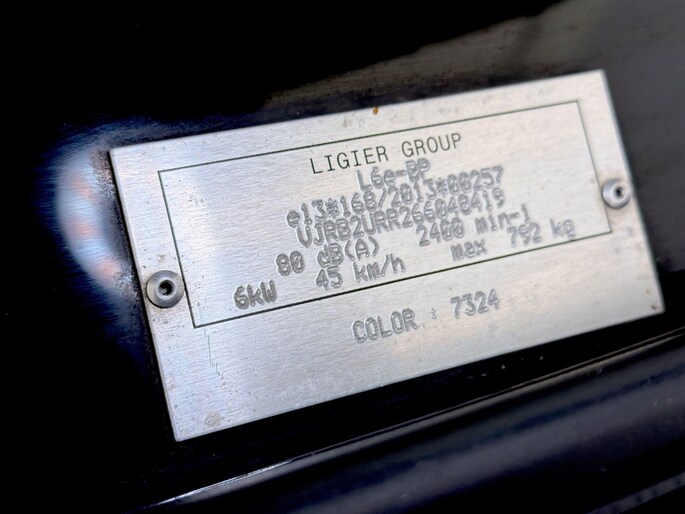 LIGIER GROUP
L6e-BP
e13*168/2013*00257
VJRB2URR266040419
80 dB(A) 2400 min-1
6kW 45 km/h max 792 kg
COLOR : 7324